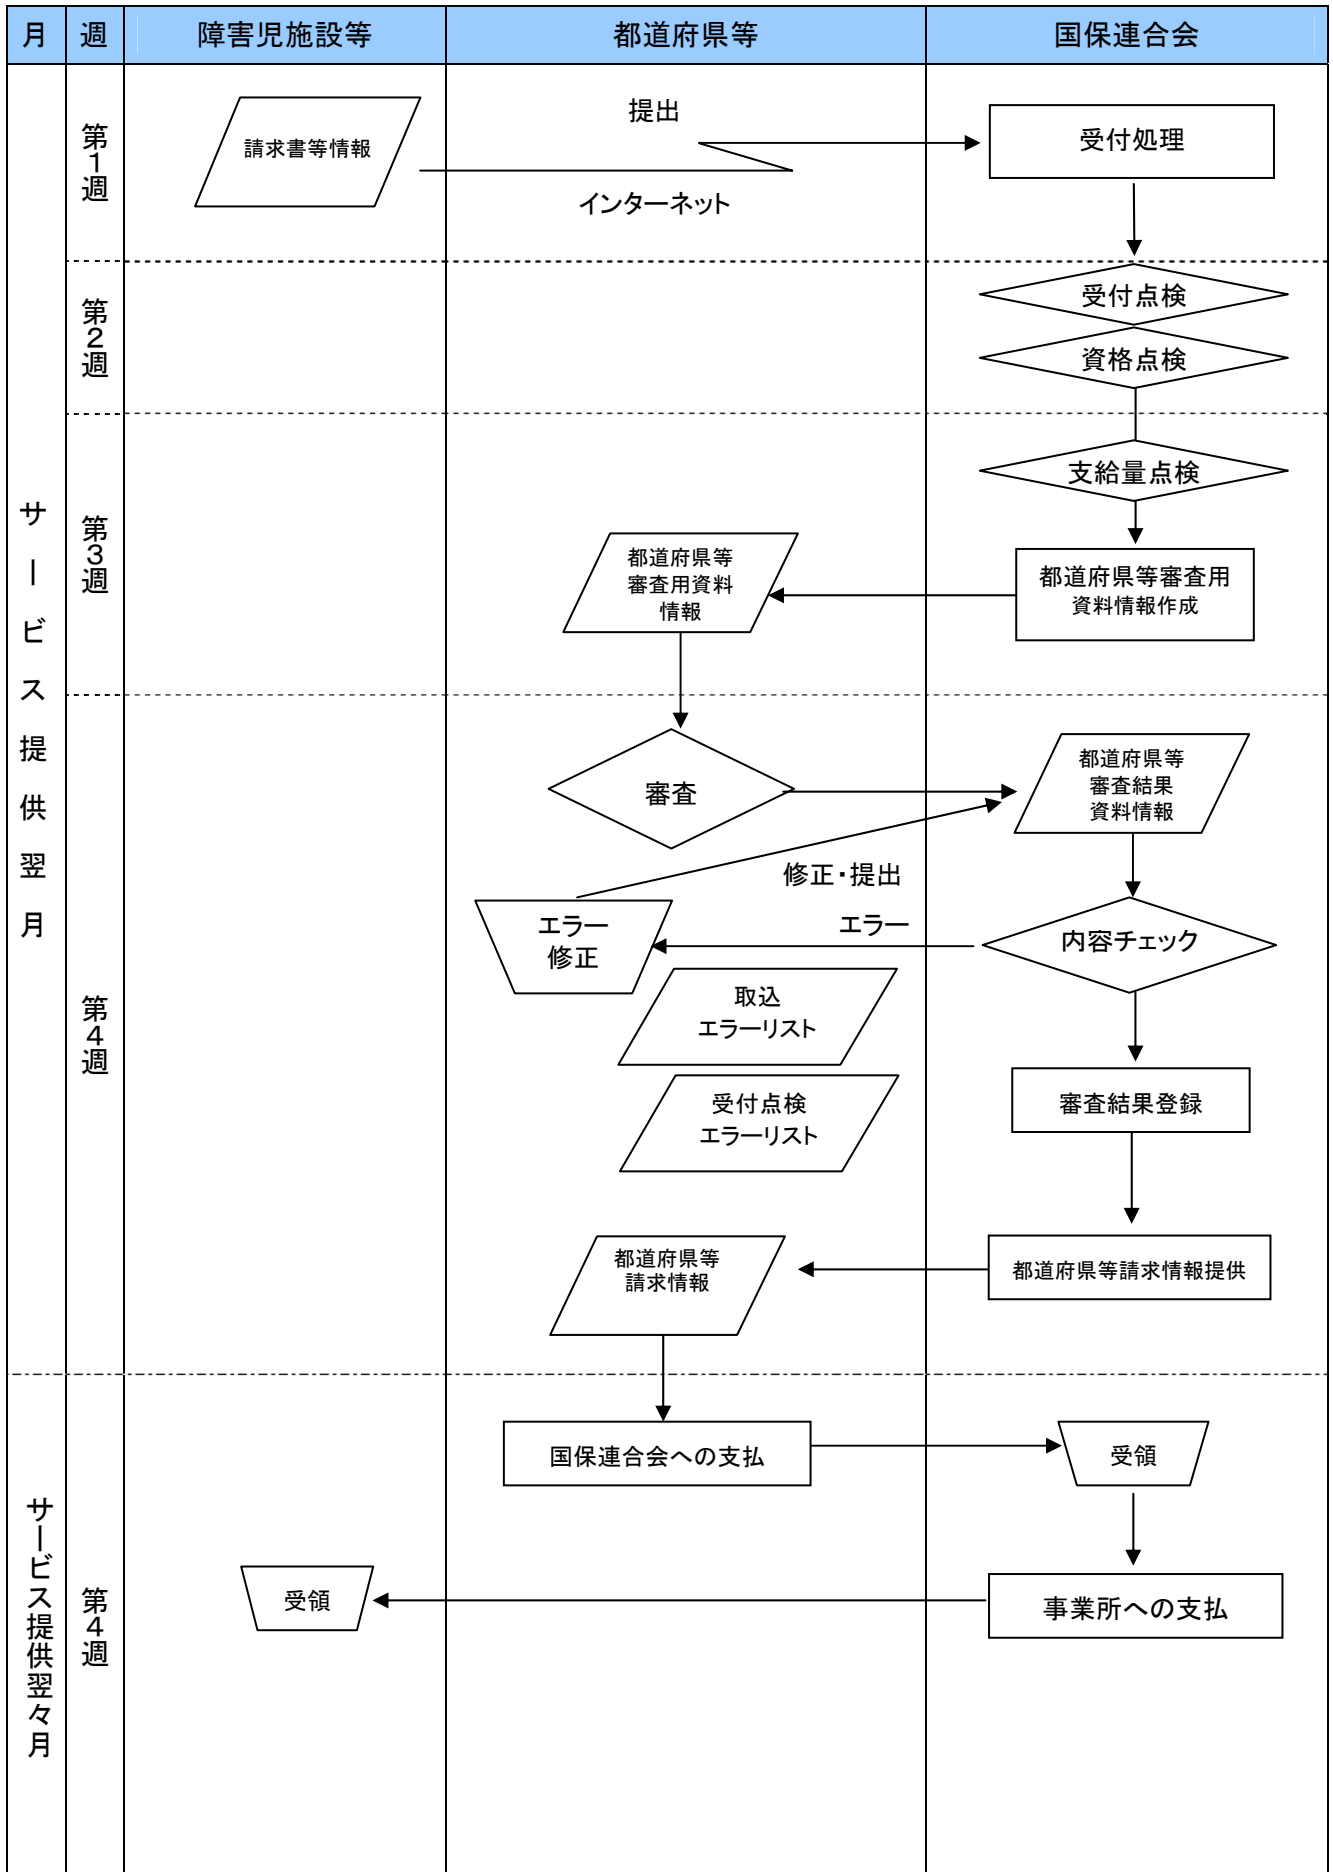 月 週 障害児施設等 都道府県等 国保連合会
サービス提供翌月
第1週
請求書等情報
提出
インターネット
受付処理
第2週
受付点検
資格点検
第3週
支給量点検
都道府県等審査用
資料情報作成
都道府県等
審査用資料
情報
第4週
審査
都道府県等
審査結果
資料情報
修正・提出
エラー
修正
エラー
内容チェック
取込
エラーリスト
受付点検
エラーリスト
審査結果登録
都道府県等請求情報提供
都道府県等
請求情報
サービス提供翌々月
第4週
国保連合会への支払
受領
事業所への支払
受領